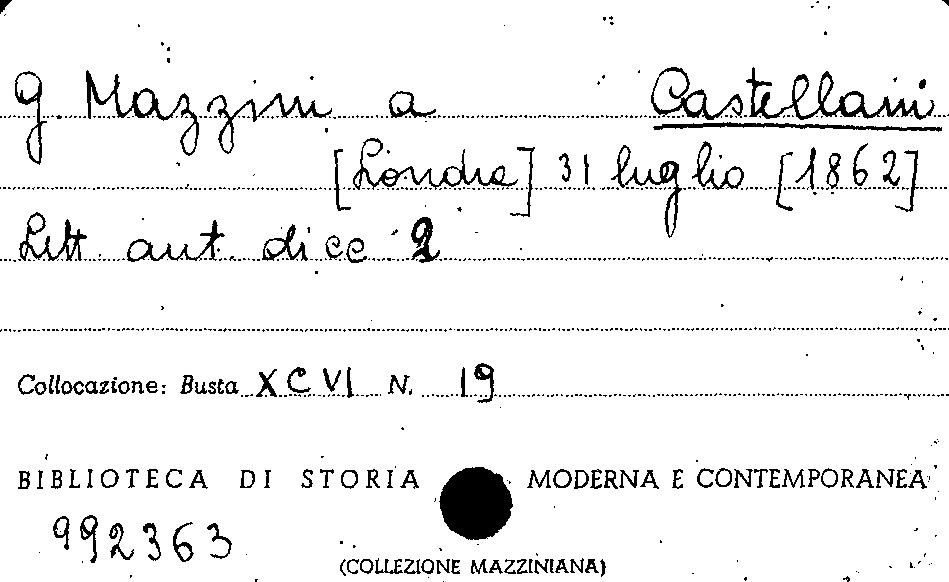 G. Mazzini a Castellani
[Londra] 31 luglio [1862]
Lett. aut. di cc. 2
Collocazione: Busta XCVI N. 19
BIBLIOTECA DI STORIA MODERNA E CONTEMPORANEA
992363
(COLLEZIONE MAZZINIANA)